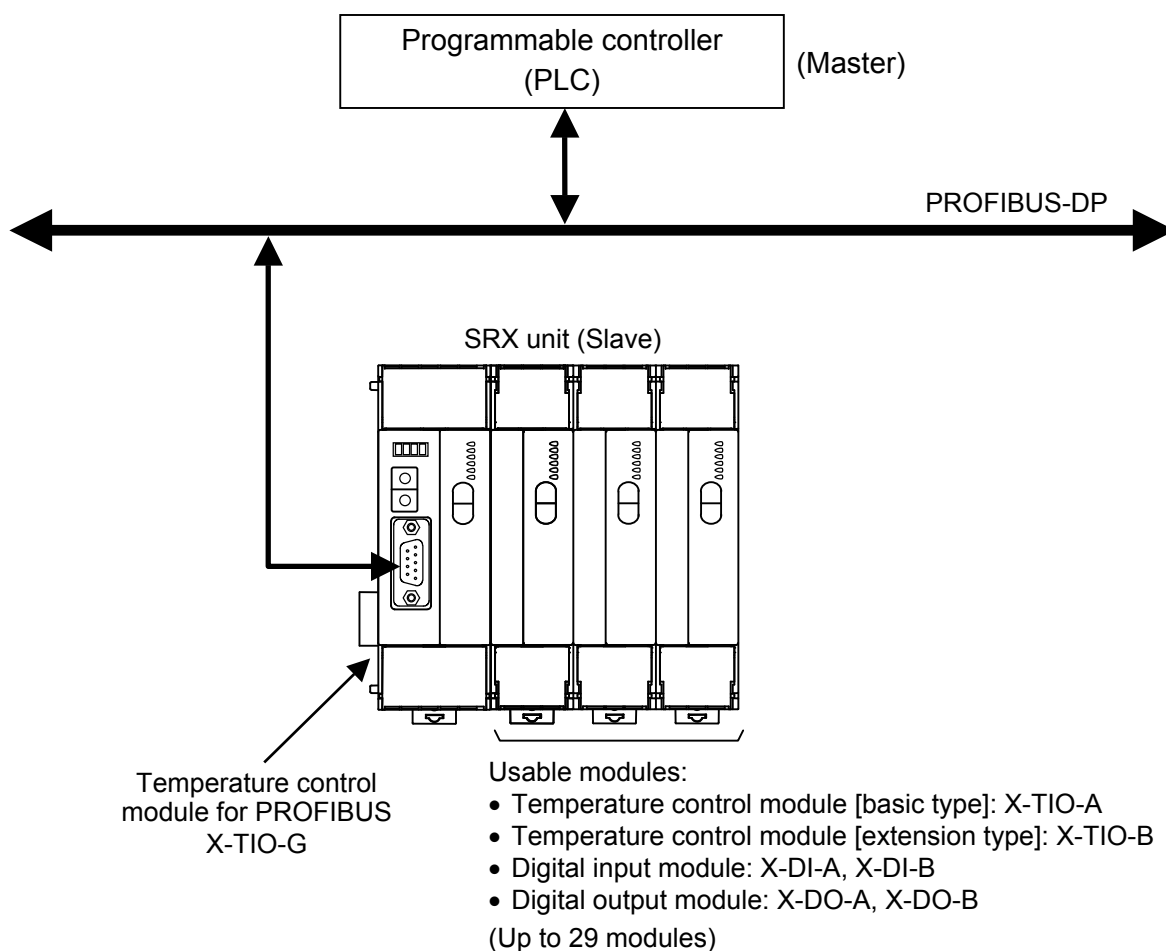 Programmable controller
(PLC)
(Master)
PROFIBUS-DP
SRX unit (Slave)
Temperature control
module for PROFIBUS
X-TIO-G
Usable modules:
• Temperature control module [basic type]: X-TIO-A
• Temperature control module [extension type]: X-TIO-B
• Digital input module: X-DI-A, X-DI-B
• Digital output module: X-DO-A, X-DO-B
(Up to 29 modules)